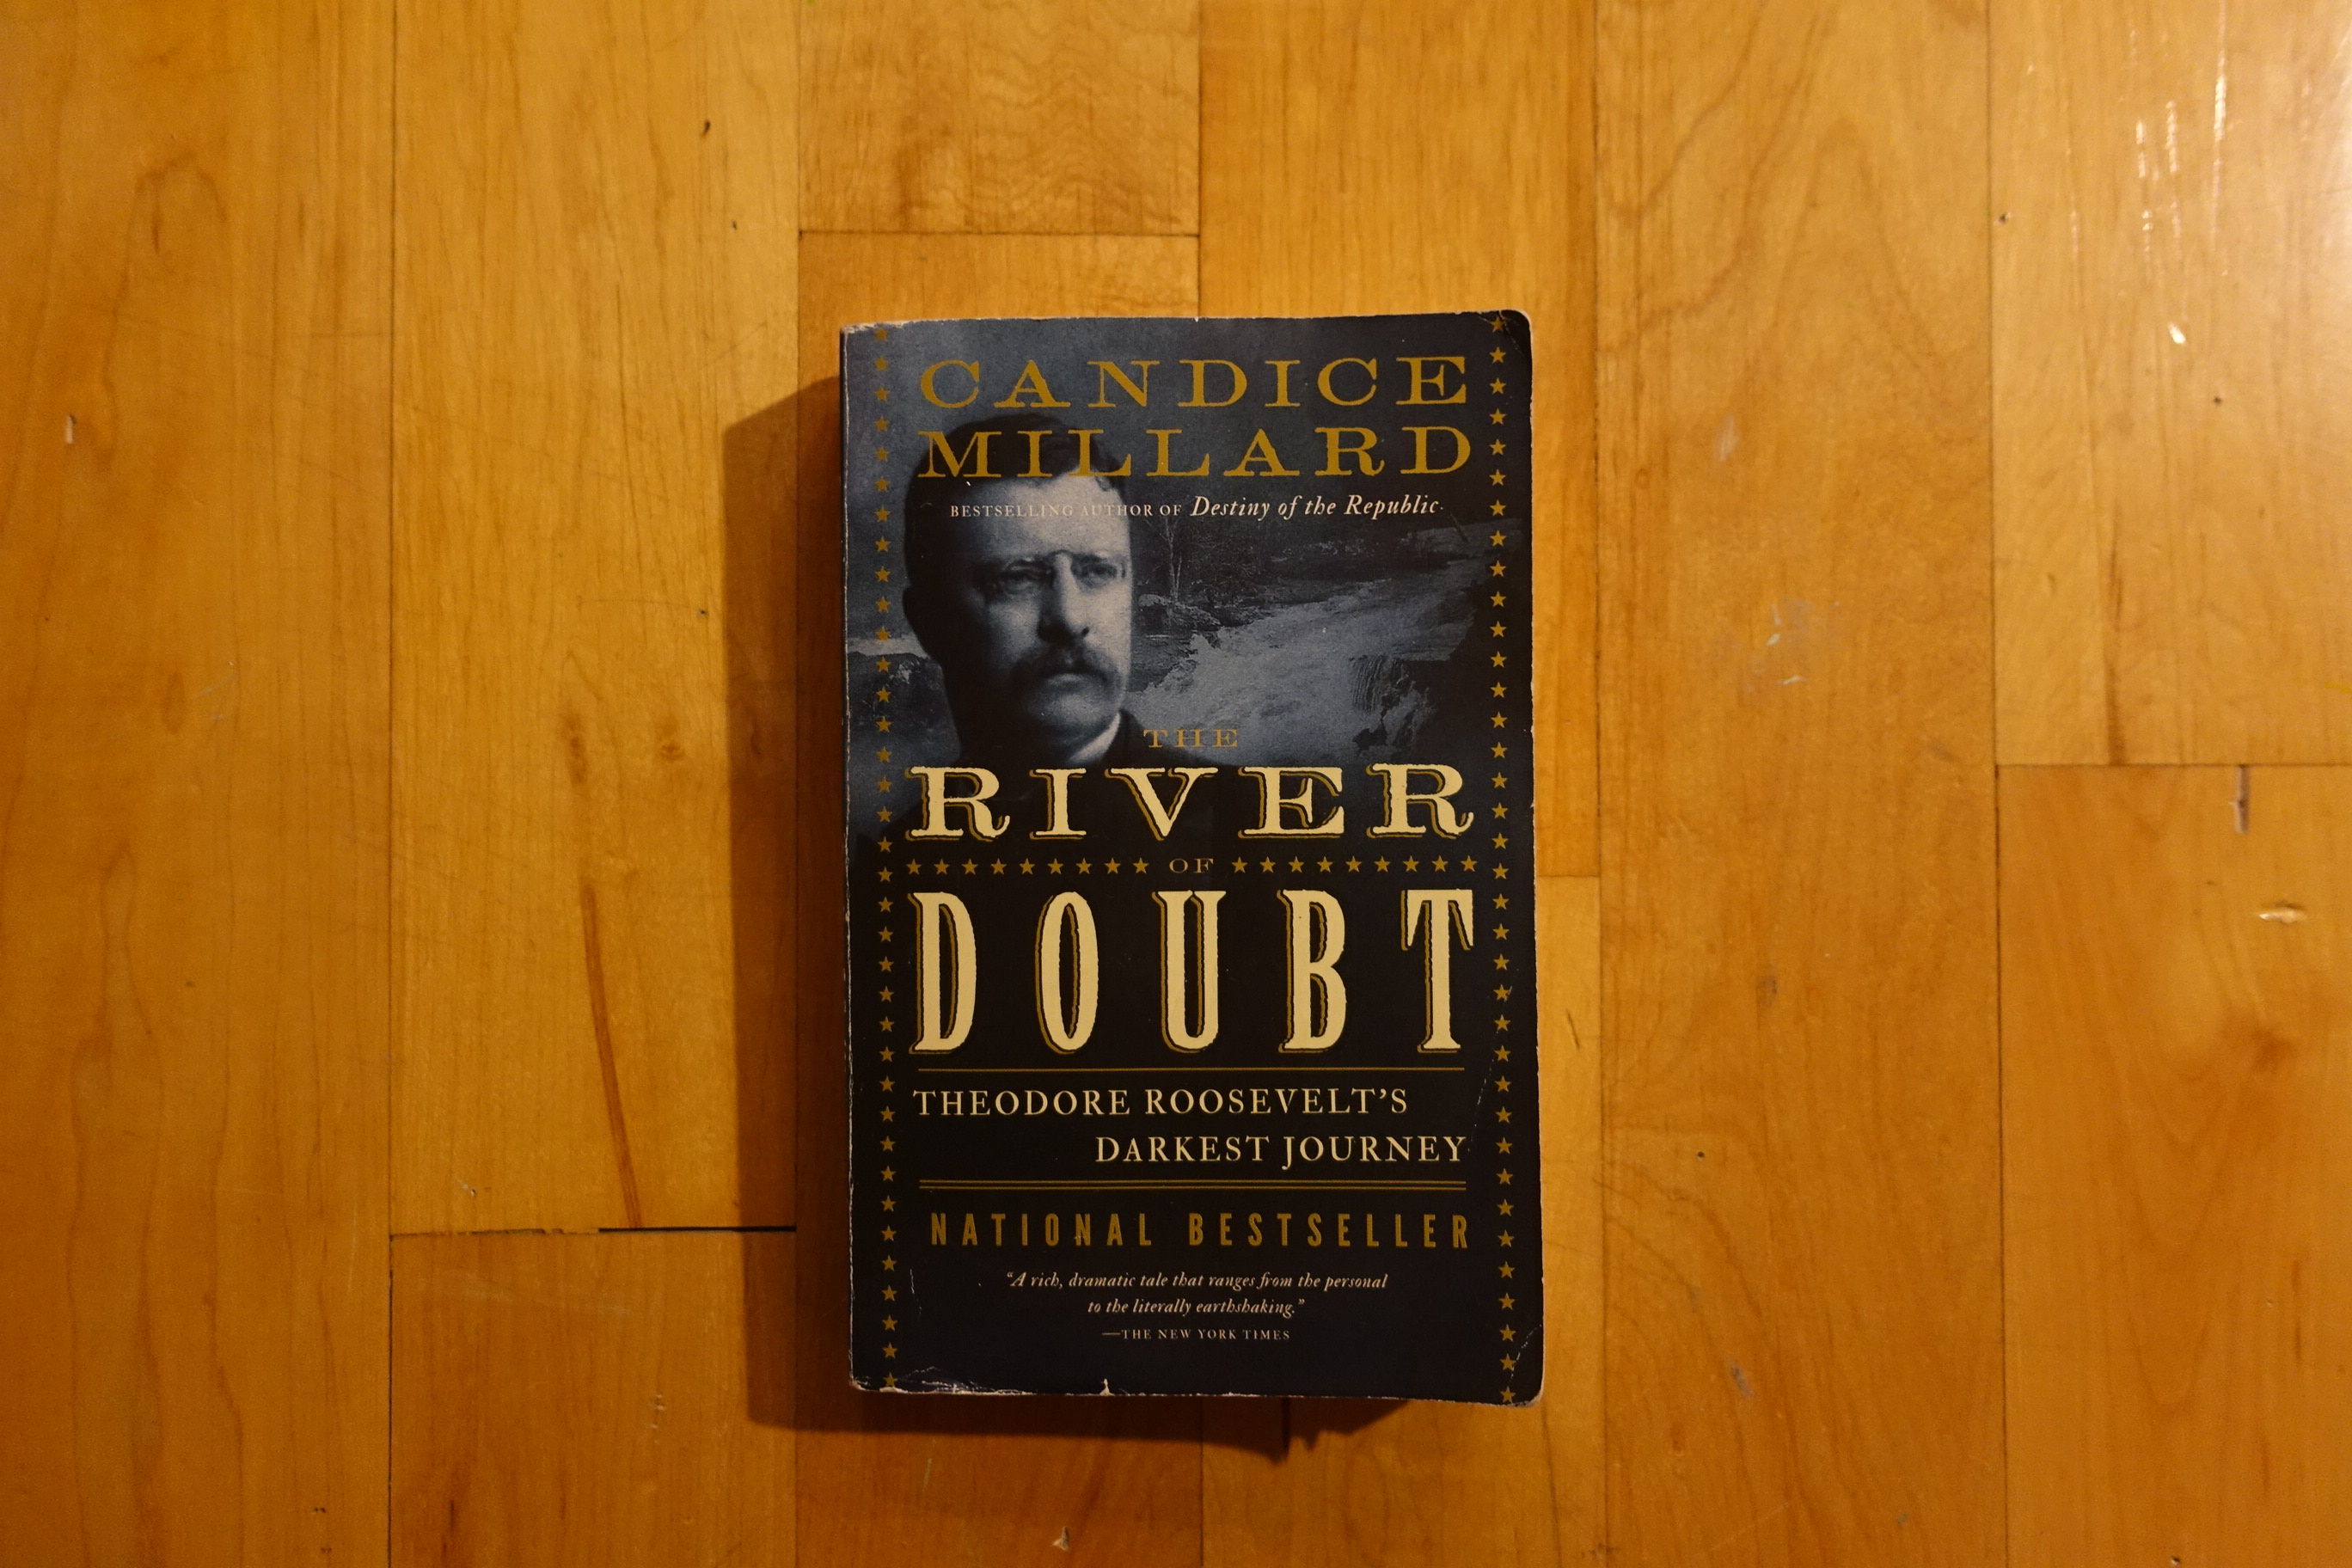 CANDICE
MILLARD
BESTSELLING AUTHOR OF Destiny of the Republic
THE
RIVER
OF
DOUBT
THEODORE ROOSEVELT'S
DARKEST JOURNEY
NATIONAL BESTSELLER
“A rich, dramatic tale that ranges from the personal
to the literally earthshaking.”
—THE NEW YORK TIMES